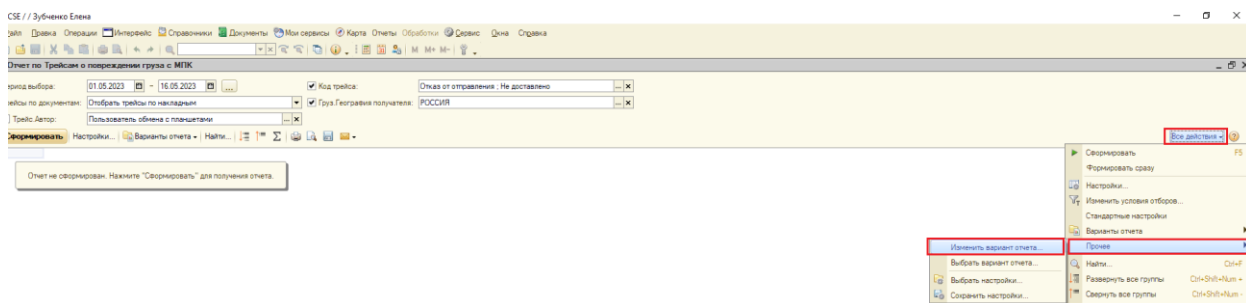 CSE / / Зубченко Елена
Файл Правка Операции Интерфейс Справочники Документы Мои сервисы Карта Отчеты Обработки Сервис Окна Справка
M M+ M-
Отчет по Трейсам о повреждении груза с МПК
ериод выбора: 01.05.2023 - 16.05.2023 ... Код трейса: Отказ от отправления ; Не доставлено ... x
ейсы по документам: Отобрать трейсы по накладным Груз.География получателя: РОССИЯ ... x
Трейс.Автор: Пользователь обмена с планшетами ... x
Сформировать Настройки... Варианты отчета Найти... Все действия
Отчет не сформирован. Нажмите "Сформировать" для получения отчета.
Сформировать F5
Формировать сразу
Настройки...
Изменить условия отборов...
Стандартные настройки
Варианты отчета
Изменить вариант отчета... Прочее
Выбрать вариант отчета... Найти... Ctrl+F
Выбрать настройки... Развернуть все группы Ctrl+Shift+Num +
Сохранить настройки... Свернуть все группы Ctrl+Shift+Num -